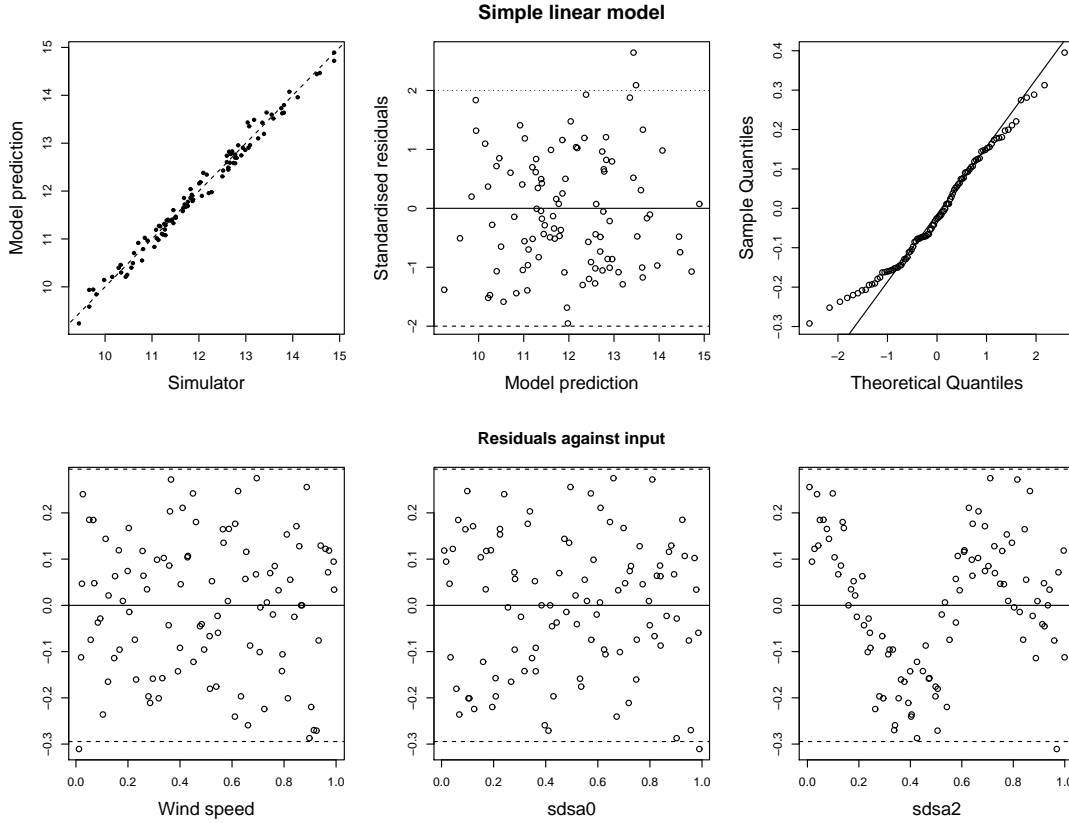 Simple linear model
Model prediction
10 11 12 13 14 15
10 11 12 13 14 15
Simulator
Standardised residuals
−2 −1 0 1 2
10 11 12 13 14 15
Model prediction
Sample Quantiles
−0.3 −0.2 −0.1 0.0 0.1 0.2 0.3 0.4
−2 −1 0 1 2
Theoretical Quantiles
Residuals against input
−0.3 −0.2 −0.1 0.0 0.1 0.2
0.0 0.2 0.4 0.6 0.8 1.0
Wind speed
−0.3 −0.2 −0.1 0.0 0.1 0.2
0.0 0.2 0.4 0.6 0.8 1.0
sdsa0
−0.3 −0.2 −0.1 0.0 0.1 0.2
0.0 0.2 0.4 0.6 0.8 1.0
sdsa2